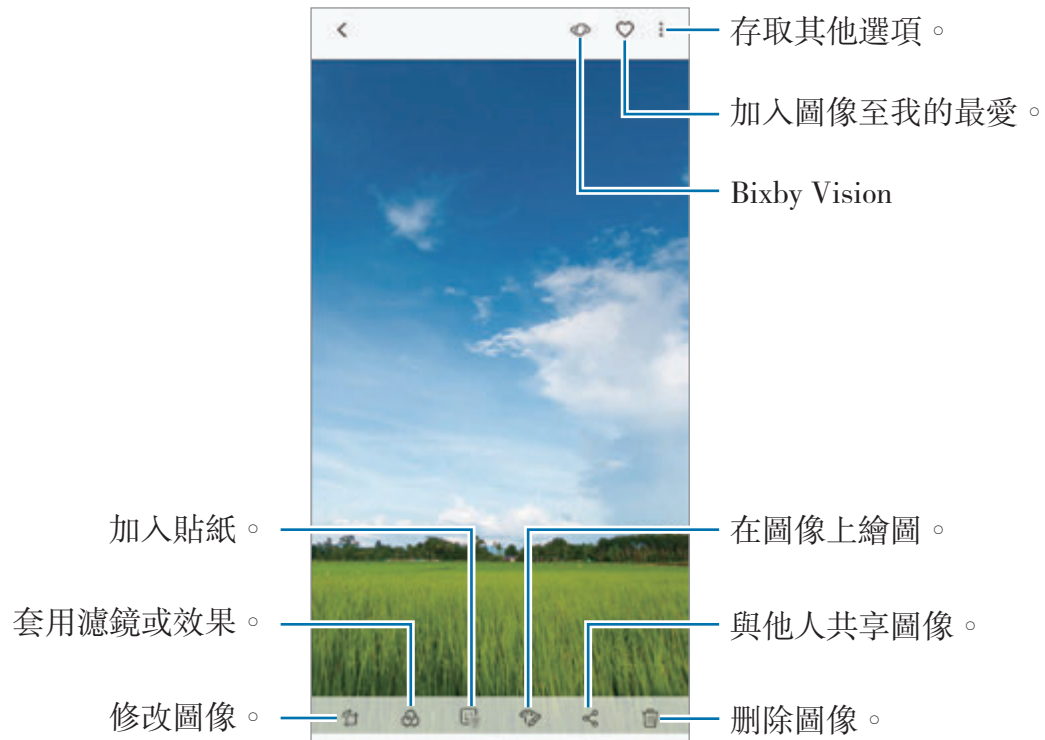 存取其他選項。
加入圖像至我的最愛。
Bixby Vision
加入貼紙。
在圖像上繪圖。
套用濾鏡或效果。
與他人共享圖像。
修改圖像。
刪除圖像。